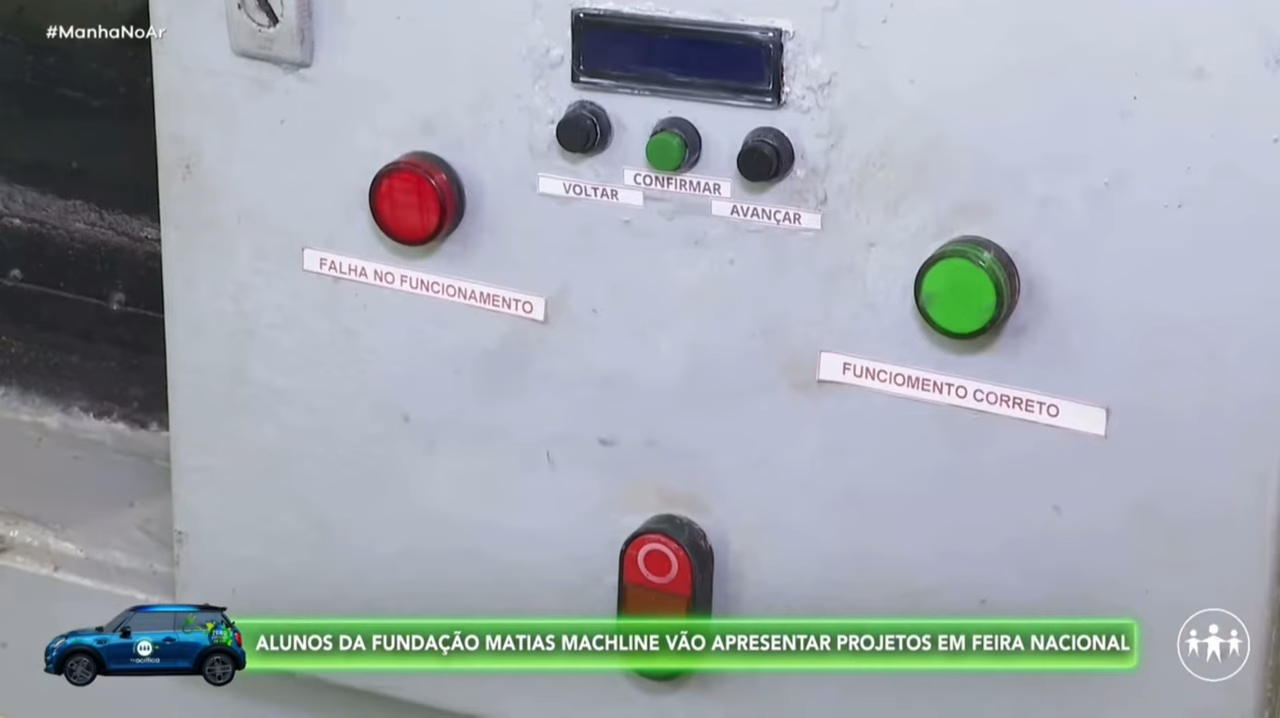 #ManhaNoAr
VOLTAR
CONFIRMAR
AVANÇAR
FALHA NO FUNCIONAMENTO
FUNCIOMENTO CORRETO
ALUNOS DA FUNDAÇÃO MATIAS MACHLINE VÃO APRESENTAR PROJETOS EM FEIRA NACIONAL
acrítica